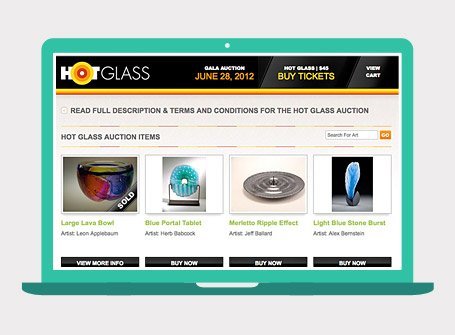 HOTGLASS
GALA AUCTION
JUNE 28, 2012
HOT GLASS | $45
BUY TICKETS
VIEW
CART
READ FULL DESCRIPTION & TERMS AND CONDITIONS FOR THE HOT GLASS AUCTION
HOT GLASS AUCTION ITEMS
Search For Art
GO
SOLD
Large Lava Bowl
Artist: Leon Applebaum
VIEW MORE INFO
Blue Portal Tablet
Artist: Herb Babcock
BUY NOW
Merletto Ripple Effect
Artist: Jeff Ballard
BUY NOW
Light Blue Stone Burst
Artist: Alex Bernstein
BUY NOW